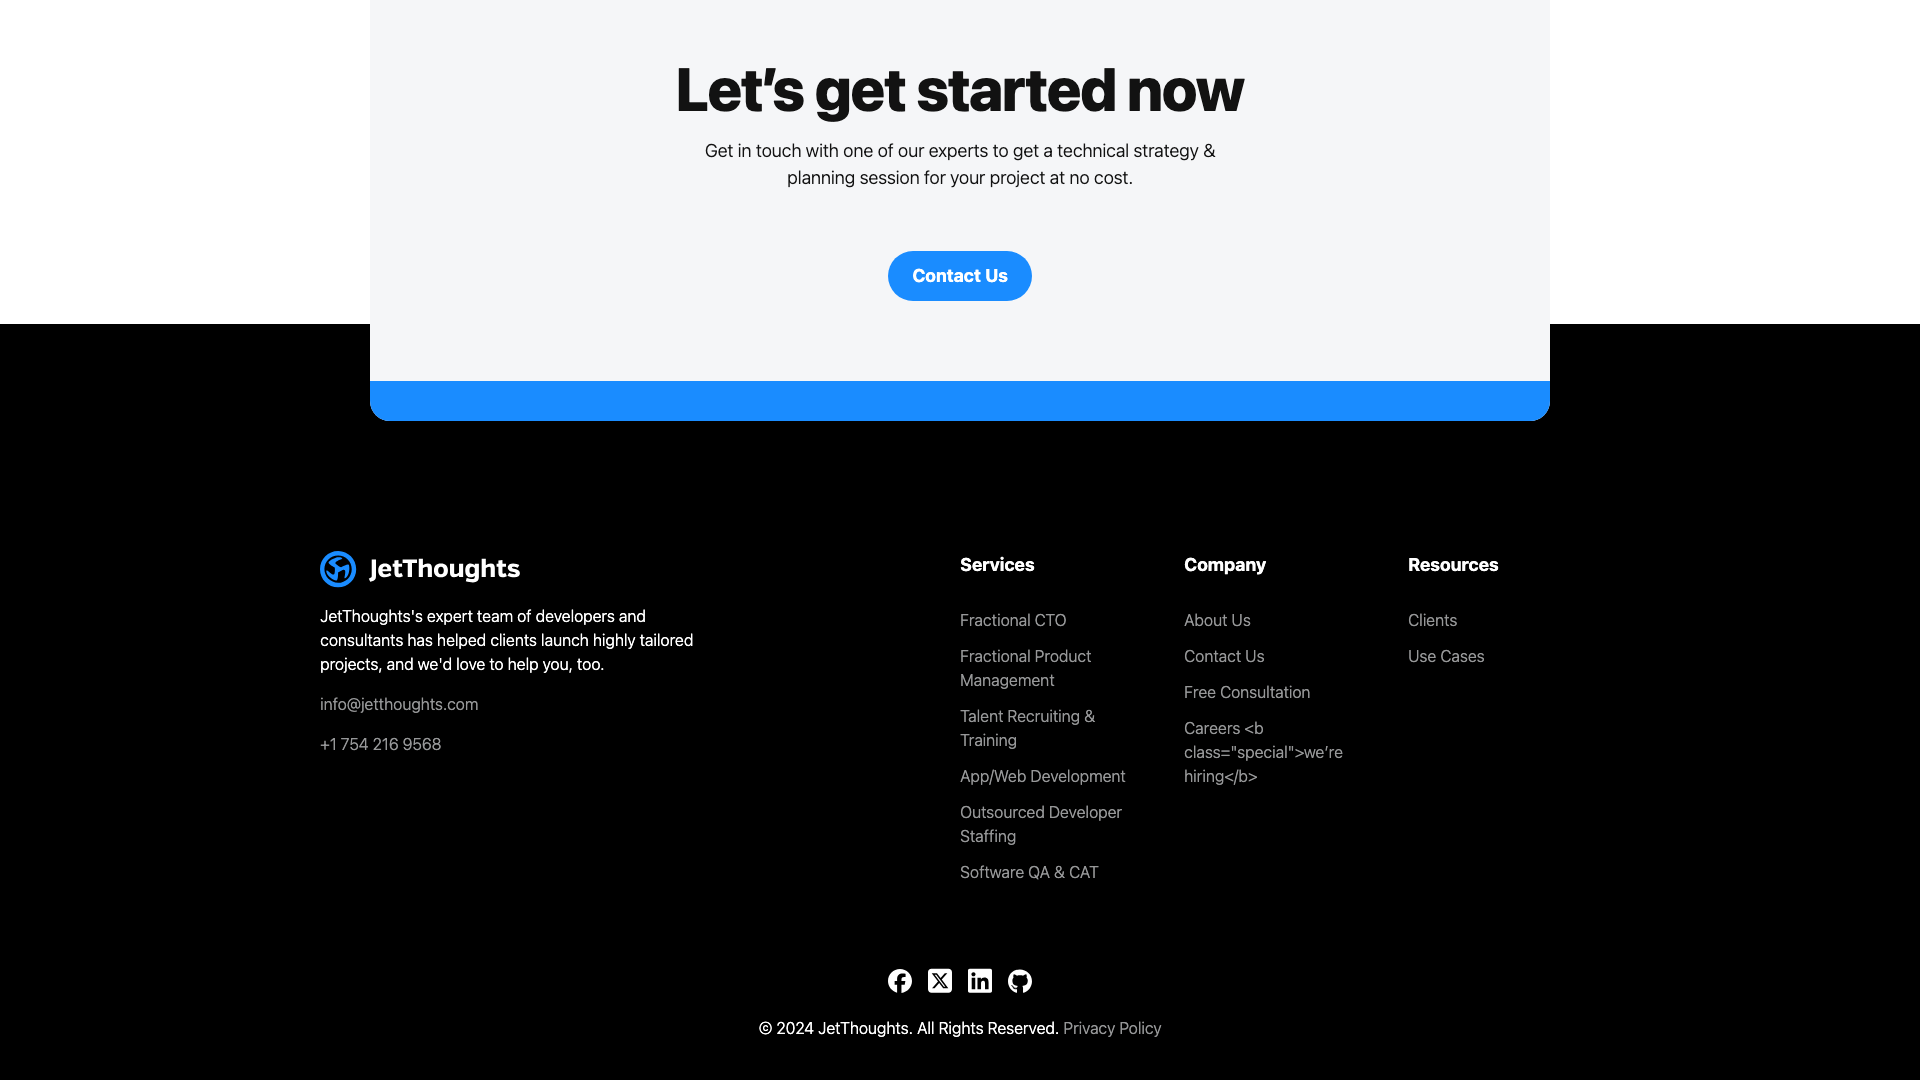 Let’s get started now
Get in touch with one of our experts to get a technical strategy &
planning session for your project at no cost.
Contact Us
JetThoughts
JetThoughts's expert team of developers and
consultants has helped clients launch highly tailored
projects, and we'd love to help you, too.
info@jetthoughts.com
+1 754 216 9568
Services
Fractional CTO
Fractional Product
Management
Talent Recruiting &
Training
App/Web Development
Outsourced Developer
Staffing
Software QA & CAT
Company
About Us
Contact Us
Free Consultation
Careers <b
class="special">we’re
hiring</b>
Resources
Clients
Use Cases
© 2024 JetThoughts. All Rights Reserved. Privacy Policy